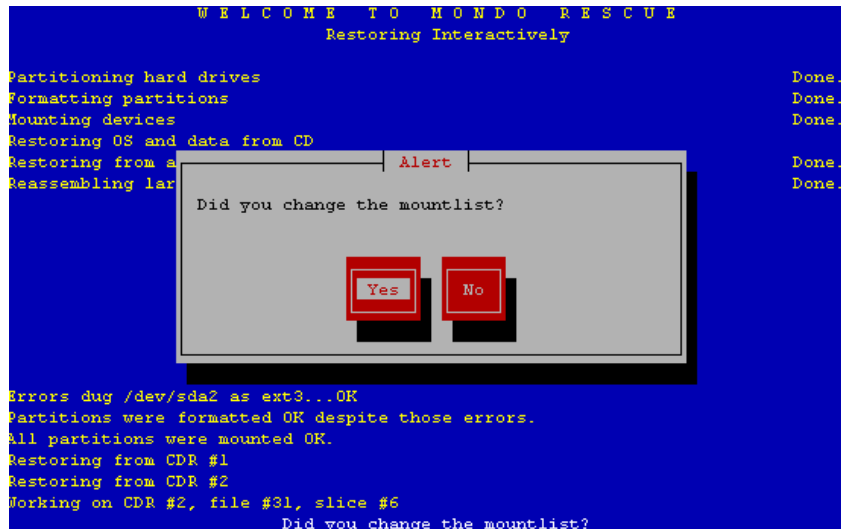 W E L C O M E   T O   M O N D O   R E S C U E
Restoring Interactively
Partitioning hard drives Done.
Formatting partitions Done.
Mounting devices Done.
Restoring OS and data from CD
Restoring from a Done.
Reassembling lar Done.
Alert
Did you change the mountlist?
Yes No
Errors dug /dev/sda2 as ext3...OK
Partitions were formatted OK despite those errors.
All partitions were mounted OK.
Restoring from CDR #1
Restoring from CDR #2
Working on CDR #2, file #31, slice #6
Did you change the mountlist?